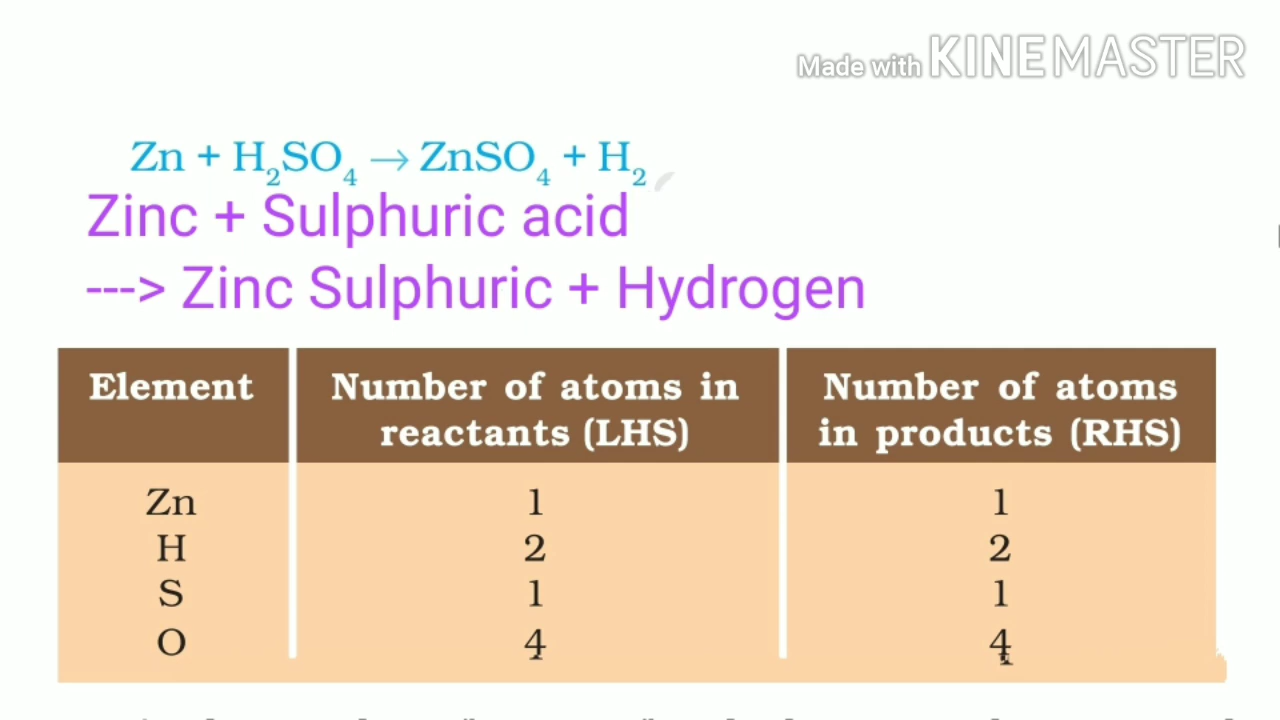 Made with KINEMASTER
Zn + H₂SO₄ → ZnSO₄ + H₂
Zinc + Sulphuric acid
---> Zinc Sulphuric + Hydrogen
Element Number of atoms in reactants (LHS) Number of atoms in products (RHS)
Zn 1 1
H 2 2
S 1 1
O 4 4